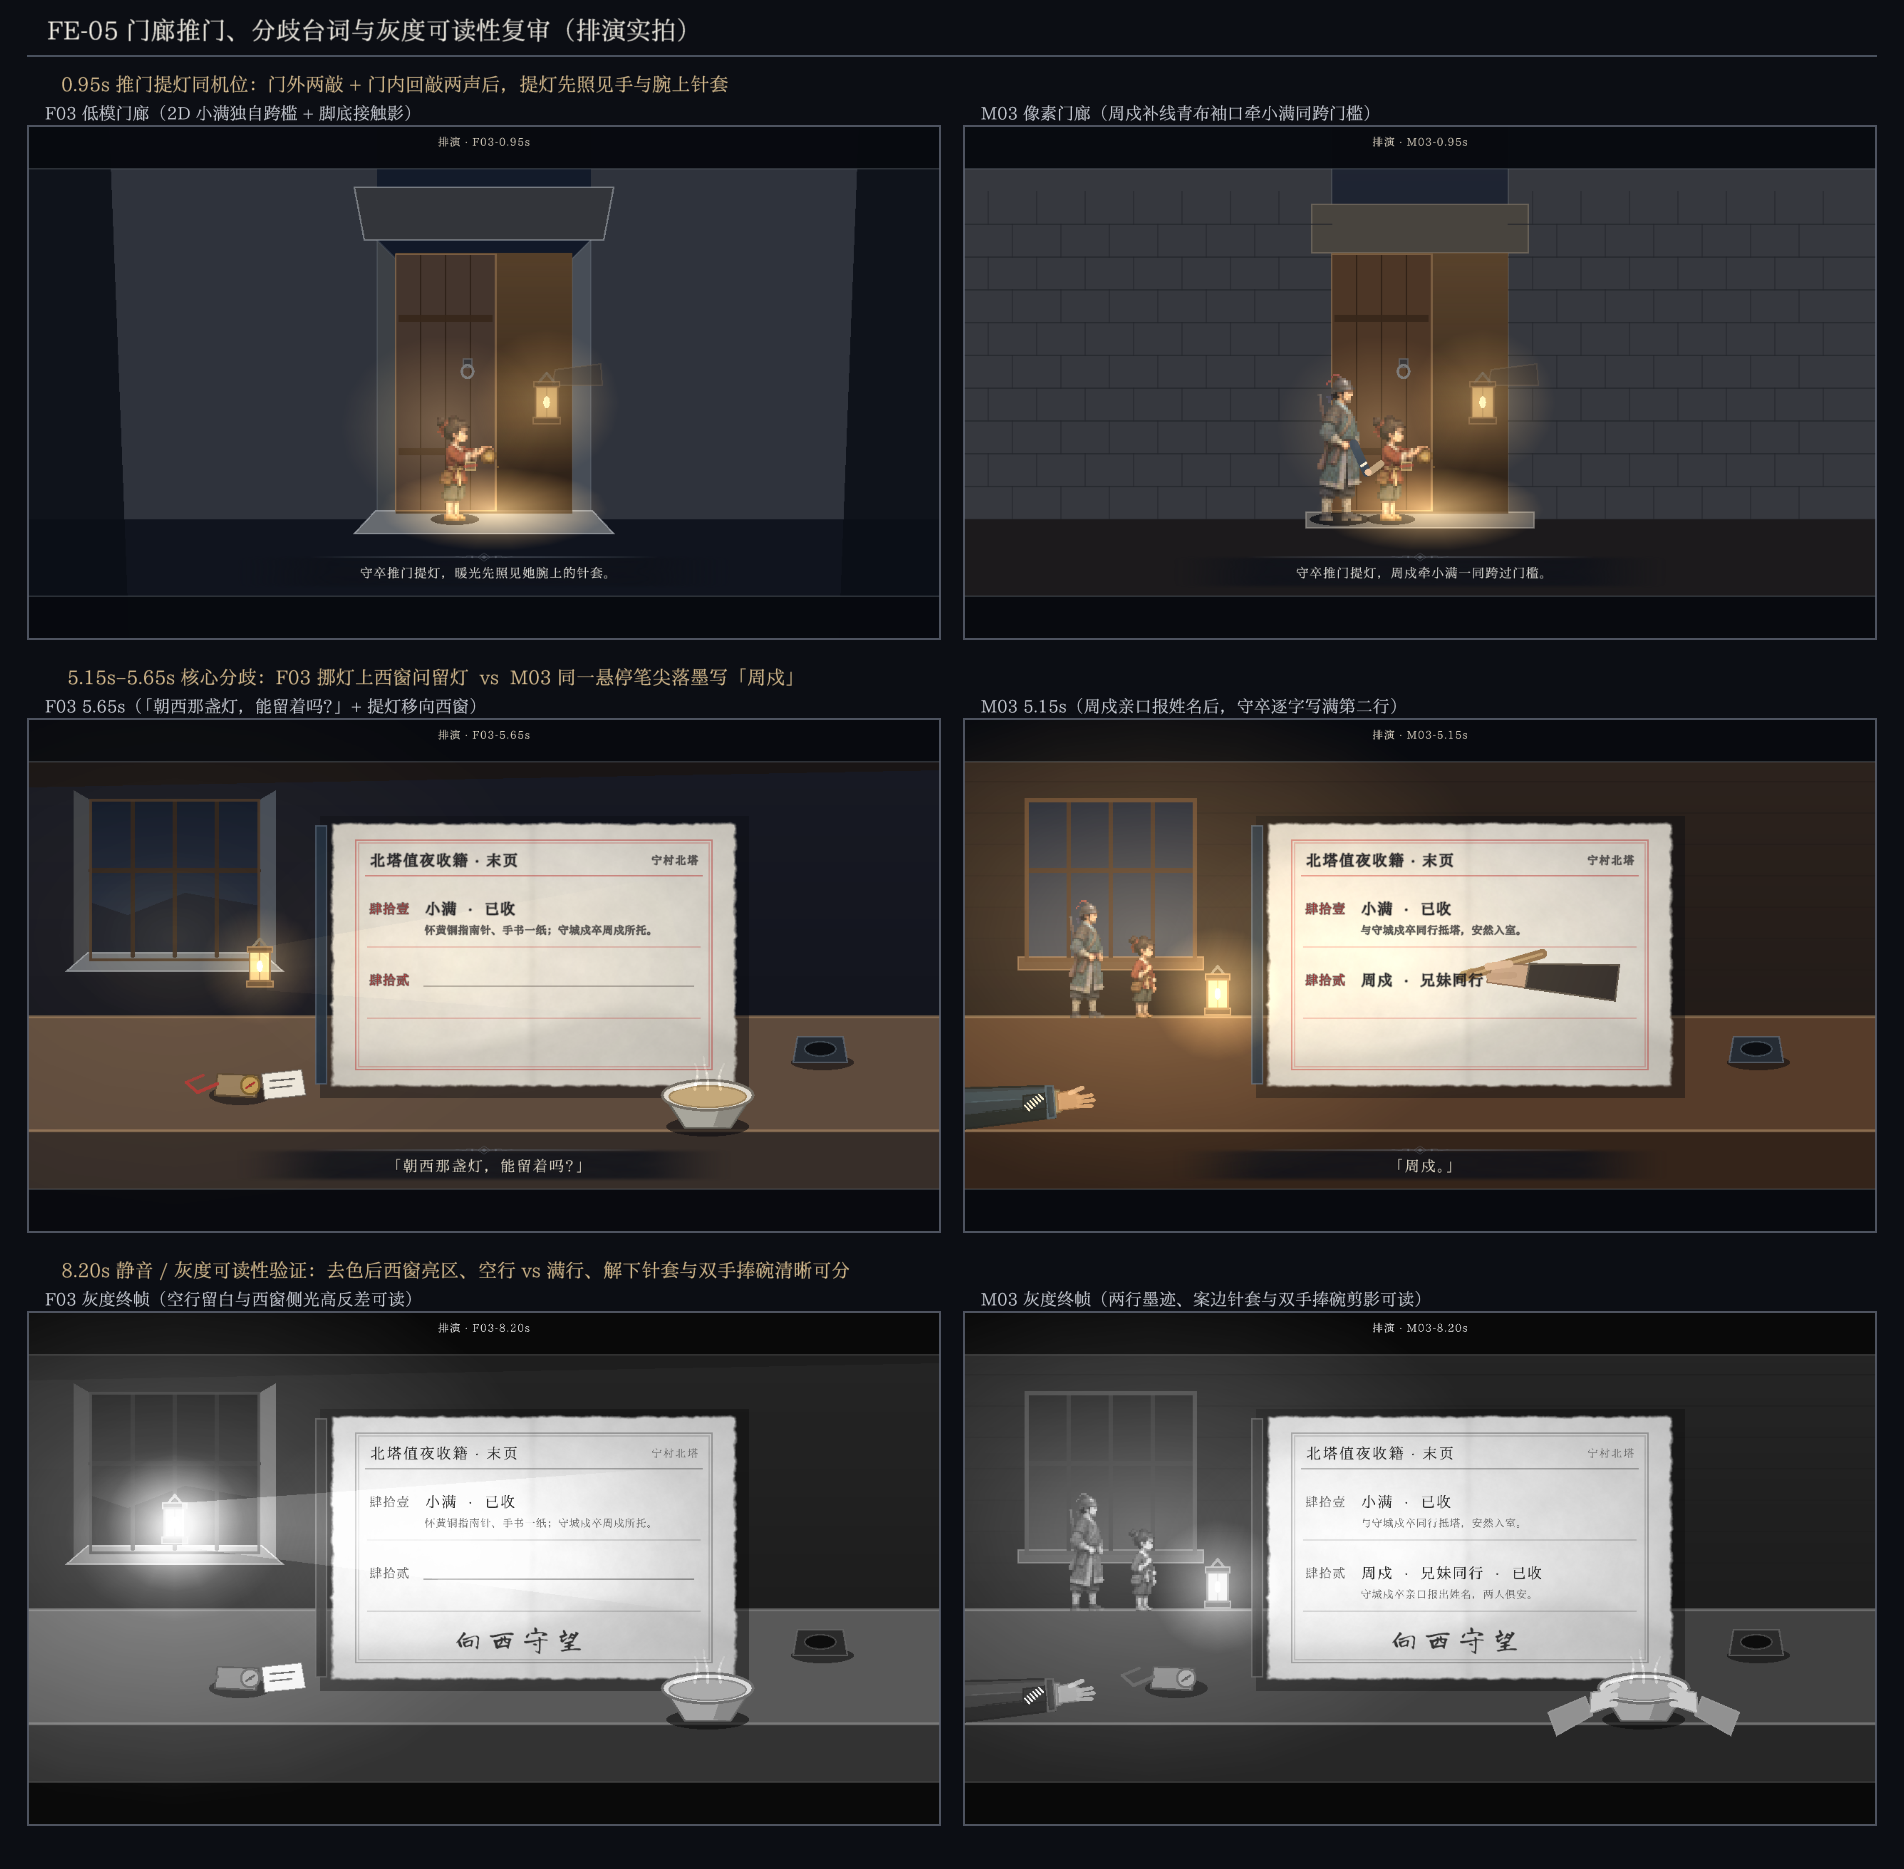 FE-05 门廊推门、分歧台词与灰度可读性复审（排演实拍）
0.95s 推门提灯同机位：门外两敲 + 门内回敲两声后，提灯先照见手与腕上针套
F03 低模门廊（2D 小满独自跨槛 + 脚底接触影）
M03 像素门廊（周戍补线青布袖口牵小满同跨门槛）
排演 · F03-0.95s
守卒推门提灯，暖光先照见她腕上的针套。
排演 · M03-0.95s
守卒推门提灯，周戍牵小满一同跨过门槛。
5.15s–5.65s 核心分歧：F03 挪灯上西窗问留灯 vs M03 同一悬停笔尖落墨写「周戍」
F03 5.65s（「朝西那盏灯，能留着吗?」+ 提灯移向西窗）
M03 5.15s（周戍亲口报姓名后，守卒逐字写满第二行）
排演 · F03-5.65s
北塔值夜收籍 · 末页
宁村北塔
肆拾壹 小满 · 已收
怀黄铜指南针、手书一纸；守城戍卒周戍所托。
肆拾贰
「朝西那盏灯，能留着吗?」
排演 · M03-5.15s
北塔值夜收籍 · 末页
宁村北塔
肆拾壹 小满 · 已收
与守城戍卒同行抵塔，安然入室。
肆拾贰 周戍 · 兄妹同行
「周戍。」
8.20s 静音 / 灰度可读性验证：去色后西窗亮区、空行 vs 满行、解下针套与双手捧碗清晰可分
F03 灰度终帧（空行留白与西窗侧光高反差可读）
M03 灰度终帧（两行墨迹、案边针套与双手捧碗剪影可读）
排演 · F03-8.20s
北塔值夜收籍 · 末页
宁村北塔
肆拾壹 小满 · 已收
怀黄铜指南针、手书一纸；守城戍卒周戍所托。
肆拾贰
向西守望
排演 · M03-8.20s
北塔值夜收籍 · 末页
宁村北塔
肆拾壹 小满 · 已收
与守城戍卒同行抵塔，安然入室。
肆拾贰 周戍 · 兄妹同行 · 已收
守城戍卒亲口报出姓名，两人俱安。
向西守望